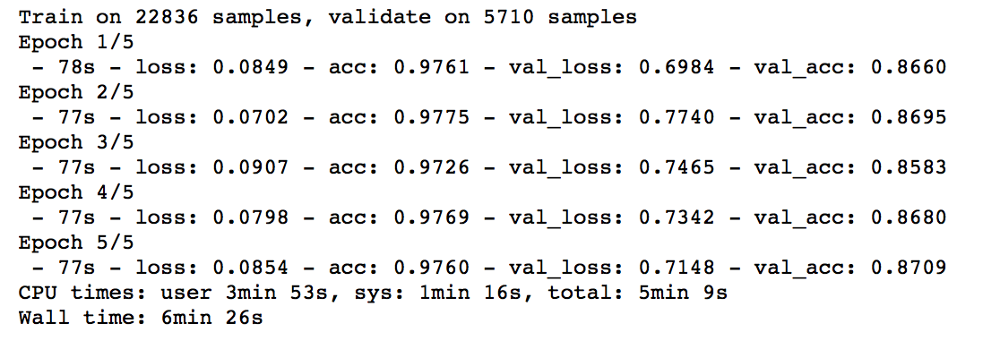 Train on 22836 samples, validate on 5710 samples
Epoch 1/5
 - 78s - loss: 0.0849 - acc: 0.9761 - val_loss: 0.6984 - val_acc: 0.8660
Epoch 2/5
 - 77s - loss: 0.0702 - acc: 0.9775 - val_loss: 0.7740 - val_acc: 0.8695
Epoch 3/5
 - 77s - loss: 0.0907 - acc: 0.9726 - val_loss: 0.7465 - val_acc: 0.8583
Epoch 4/5
 - 77s - loss: 0.0798 - acc: 0.9769 - val_loss: 0.7342 - val_acc: 0.8680
Epoch 5/5
 - 77s - loss: 0.0854 - acc: 0.9760 - val_loss: 0.7148 - val_acc: 0.8709
CPU times: user 3min 53s, sys: 1min 16s, total: 5min 9s
Wall time: 6min 26s